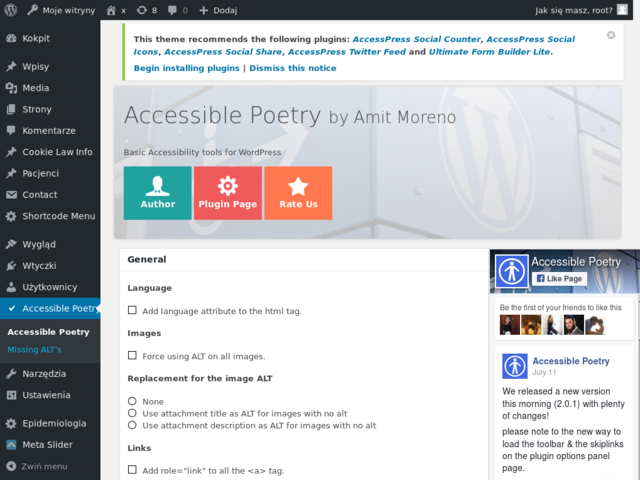 Moje witryny
x
8
0
Dodaj
Jak się masz, root?
Kokpit
Wpisy
Media
Strony
Komentarze
Cookie Law Info
Pacjenci
Contact
Shortcode Menu
Wygląd
Wtyczki
Użytkownicy
Accessible Poetry
Accessible Poetry
Missing ALT's
Narzędzia
Ustawienia
Epidemiologia
Meta Slider
Zwiń menu
This theme recommends the following plugins: AccessPress Social Counter, AccessPress Social
Icons, AccessPress Social Share, AccessPress Twitter Feed and Ultimate Form Builder Lite.
Begin installing plugins | Dismiss this notice
Accessible Poetry by Amit Moreno
Basic Accessibility tools for WordPress
Author
Plugin Page
Rate Us
General
Language
Add language attribute to the html tag.
Images
Force using ALT on all images.
Replacement for the image ALT
None
Use attachment title as ALT for images with no alt
Use attachment description as ALT for images with no alt
Links
Add role="link" to all the <a> tag.
Accessible Poetry
Like Page
Be the first of your friends to like this
Accessible Poetry
July 11
We released a new version
this morning (2.0.1) with plenty
of changes!
please note to the new way to
load the toolbar & the skiplinks
on the plugin options panel
page.